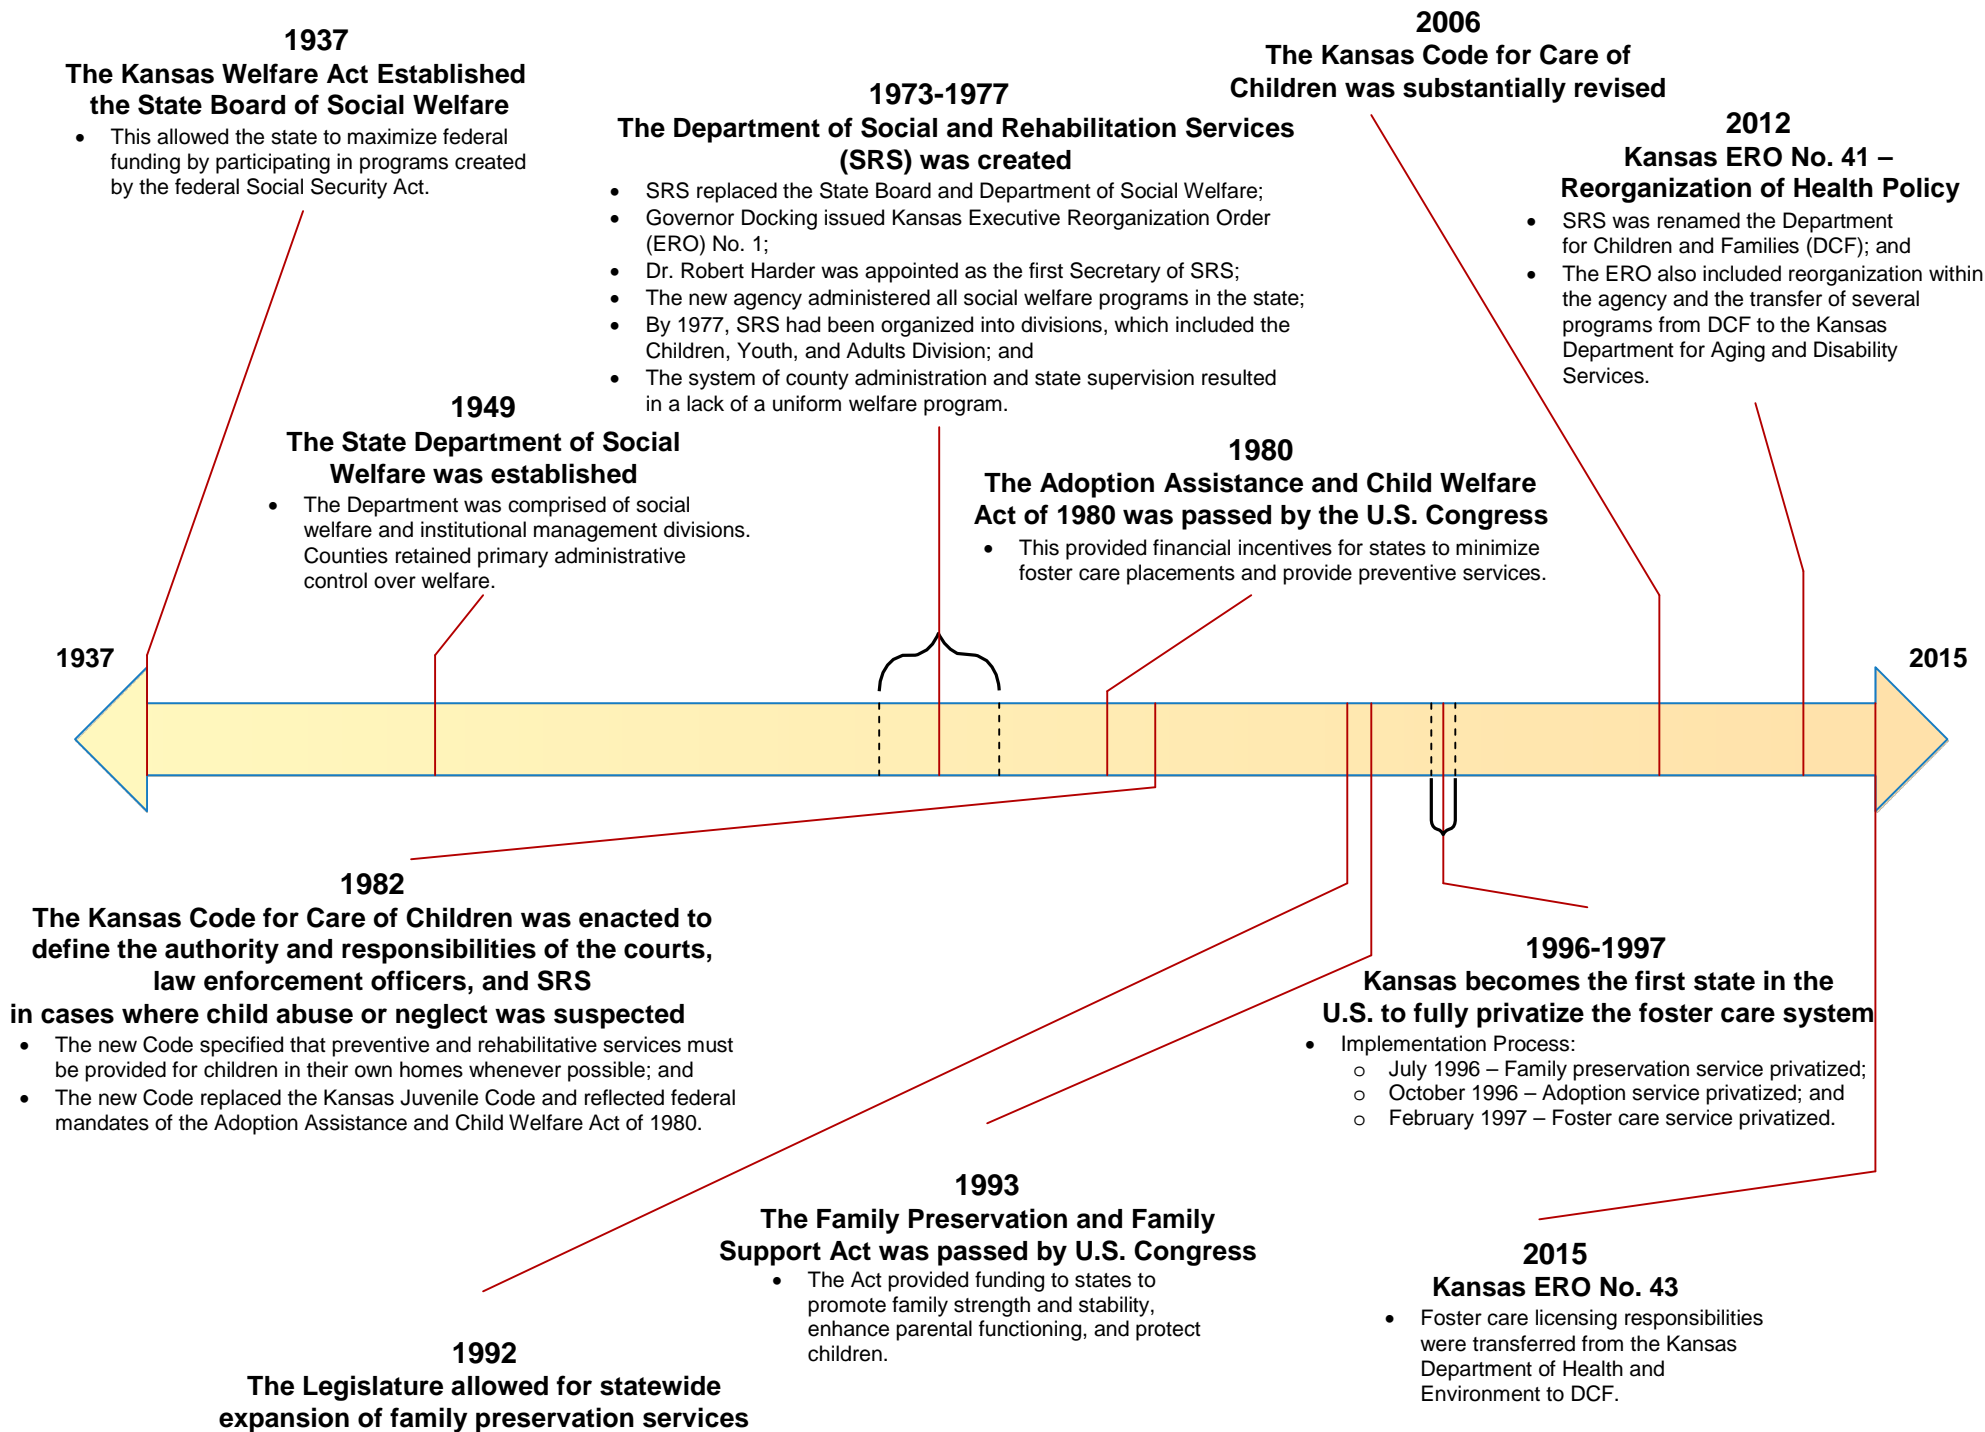 1937
The Kansas Welfare Act Established
the State Board of Social Welfare
• This allowed the state to maximize federal
funding by participating in programs created
by the federal Social Security Act.
1949
The State Department of Social
Welfare was established
• The Department was comprised of social
welfare and institutional management divisions.
Counties retained primary administrative
control over welfare.
1973-1977
The Department of Social and Rehabilitation Services
(SRS) was created
• SRS replaced the State Board and Department of Social Welfare;
• Governor Docking issued Kansas Executive Reorganization Order
(ERO) No. 1;
• Dr. Robert Harder was appointed as the first Secretary of SRS;
• The new agency administered all social welfare programs in the state;
• By 1977, SRS had been organized into divisions, which included the
Children, Youth, and Adults Division; and
• The system of county administration and state supervision resulted
in a lack of a uniform welfare program.
1980
The Adoption Assistance and Child Welfare
Act of 1980 was passed by the U.S. Congress
• This provided financial incentives for states to minimize
foster care placements and provide preventive services.
2006
The Kansas Code for Care of
Children was substantially revised
2012
Kansas ERO No. 41 –
Reorganization of Health Policy
• SRS was renamed the Department
for Children and Families (DCF); and
• The ERO also included reorganization within
the agency and the transfer of several
programs from DCF to the Kansas
Department for Aging and Disability
Services.
1937
2015
1982
The Kansas Code for Care of Children was enacted to
define the authority and responsibilities of the courts,
law enforcement officers, and SRS
in cases where child abuse or neglect was suspected
• The new Code specified that preventive and rehabilitative services must
be provided for children in their own homes whenever possible; and
• The new Code replaced the Kansas Juvenile Code and reflected federal
mandates of the Adoption Assistance and Child Welfare Act of 1980.
1992
The Legislature allowed for statewide
expansion of family preservation services
1993
The Family Preservation and Family
Support Act was passed by U.S. Congress
• The Act provided funding to states to
promote family strength and stability,
enhance parental functioning, and protect
children.
1996-1997
Kansas becomes the first state in the
U.S. to fully privatize the foster care system
• Implementation Process:
o July 1996 – Family preservation service privatized;
o October 1996 – Adoption service privatized; and
o February 1997 – Foster care service privatized.
2015
Kansas ERO No. 43
• Foster care licensing responsibilities
were transferred from the Kansas
Department of Health and
Environment to DCF.